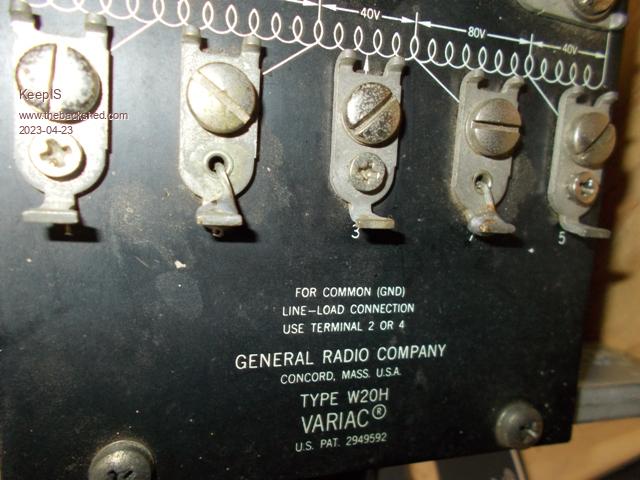 40V
80V
40V
KeepIS
www.thebackshed.com
2023-04-23
3
5
FOR COMMON (GND)
LINE-LOAD CONNECTION
USE TERMINAL 2 OR 4
GENERAL RADIO COMPANY
CONCORD, MASS. U.S.A.
TYPE W20H
VARIAC®
U.S. PAT. 2949592